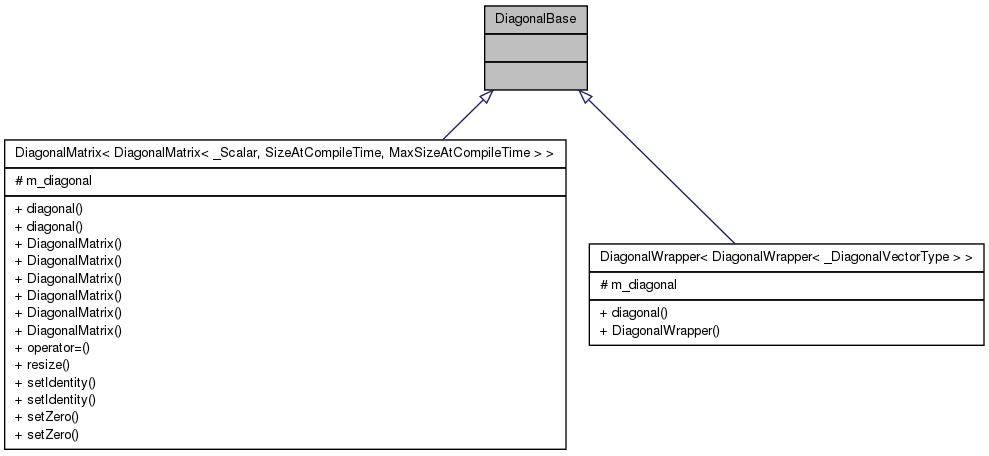 DiagonalBase
DiagonalMatrix< DiagonalMatrix< _Scalar, SizeAtCompileTime, MaxSizeAtCompileTime > >
# m_diagonal
+ diagonal()
+ diagonal()
+ DiagonalMatrix()
+ DiagonalMatrix()
+ DiagonalMatrix()
+ DiagonalMatrix()
+ DiagonalMatrix()
+ DiagonalMatrix()
+ operator=()
+ resize()
+ setIdentity()
+ setIdentity()
+ setZero()
+ setZero()
DiagonalWrapper< DiagonalWrapper< _DiagonalVectorType > >
# m_diagonal
+ diagonal()
+ DiagonalWrapper()